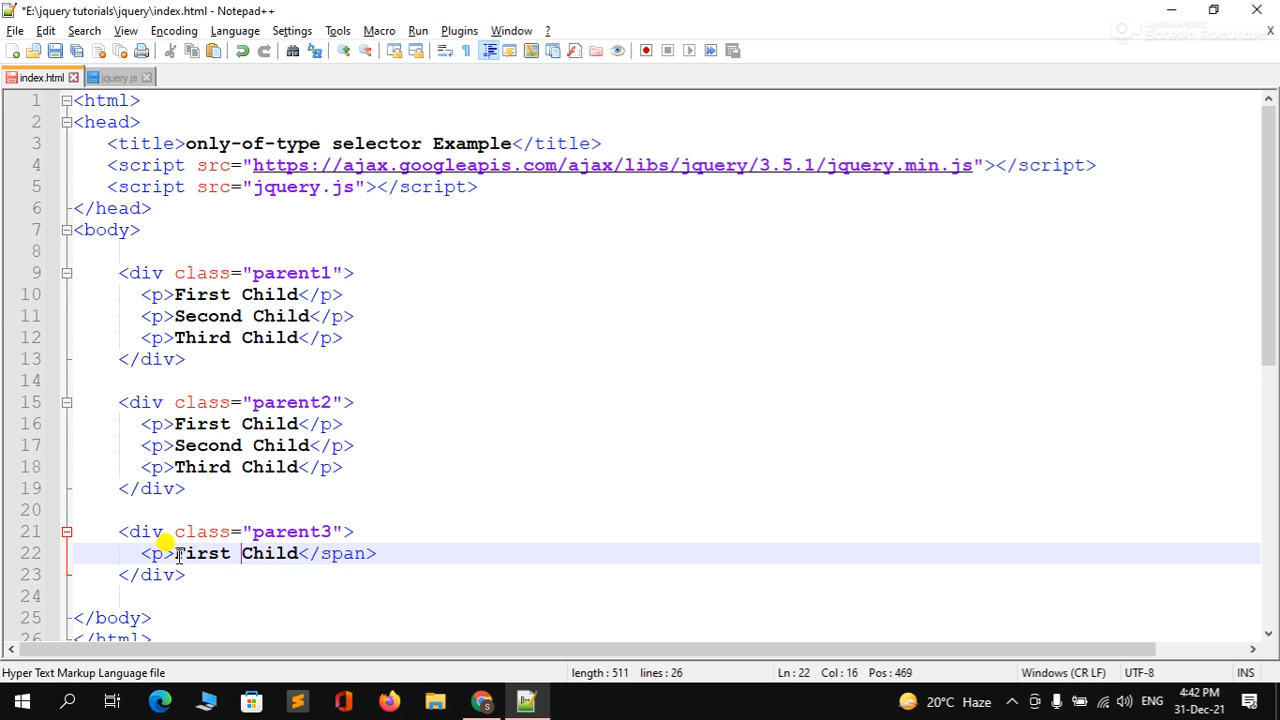 *E:\jquery tutorials\jquery\index.html - Notepad++
File Edit Search View Encoding Language Settings Tools Macro Run Plugins Window ? X
APOWERSOFT
Screen Recorder
index.html jquery.js
1 <html>
2 <head>
3 <title>only-of-type selector Example</title>
4 <script src="https://ajax.googleapis.com/ajax/libs/jquery/3.5.1/jquery.min.js"></script>
5 <script src="jquery.js"></script>
6 </head>
7 <body>
8
9 <div class="parent1">
10 <p>First Child</p>
11 <p>Second Child</p>
12 <p>Third Child</p>
13 </div>
14
15 <div class="parent2">
16 <p>First Child</p>
17 <p>Second Child</p>
18 <p>Third Child</p>
19 </div>
20
21 <div class="parent3">
22 <p>First Child</span>
23 </div>
24
25 </body>
26 </html>
Hyper Text Markup Language file length : 511 lines : 26 Ln : 22 Col : 16 Pos : 469 Windows (CR LF) UTF-8 INS
20°C Haze ENG 4:42 PM
31-Dec-21